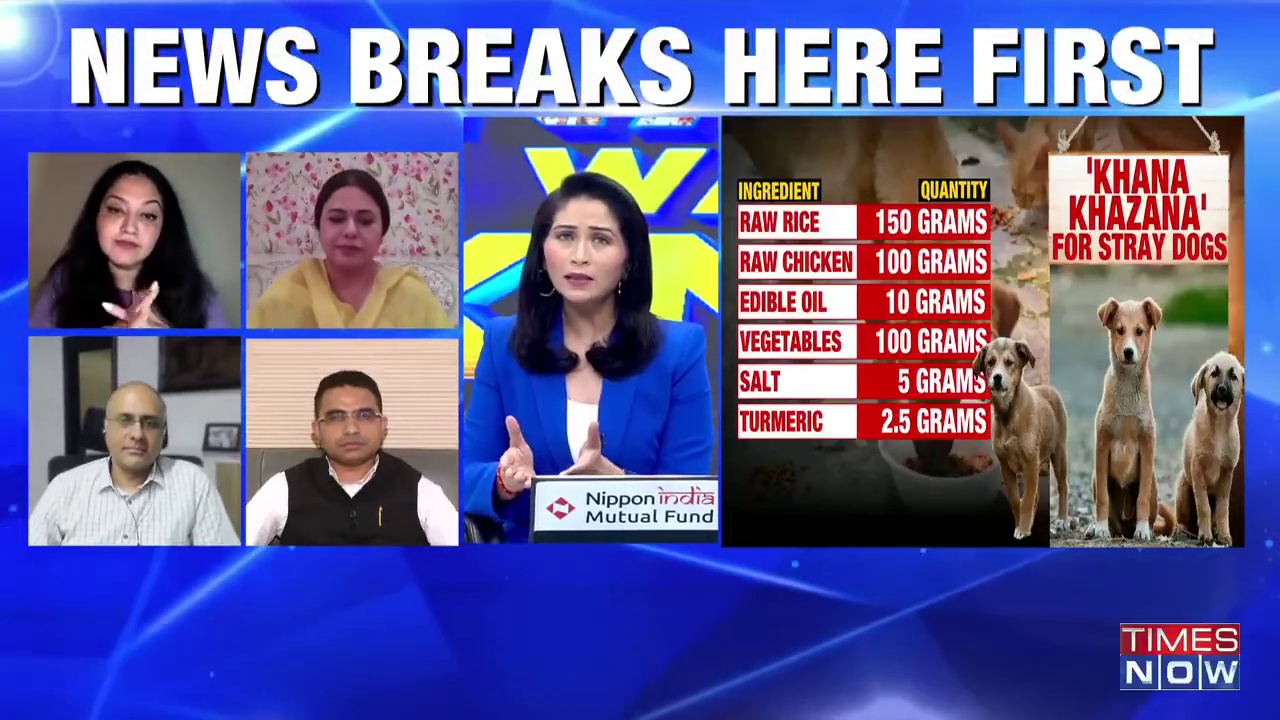 NEWS BREAKS HERE FIRST
INGREDIENT QUANTITY
RAW RICE 150 GRAMS
RAW CHICKEN 100 GRAMS
EDIBLE OIL 10 GRAMS
VEGETABLES 100 GRAMS
SALT 5 GRAMS
TURMERIC 2.5 GRAMS
'KHANA
KHAZANA'
FOR STRAY DOGS
Nippon india
Mutual Fund
TIMES
NOW